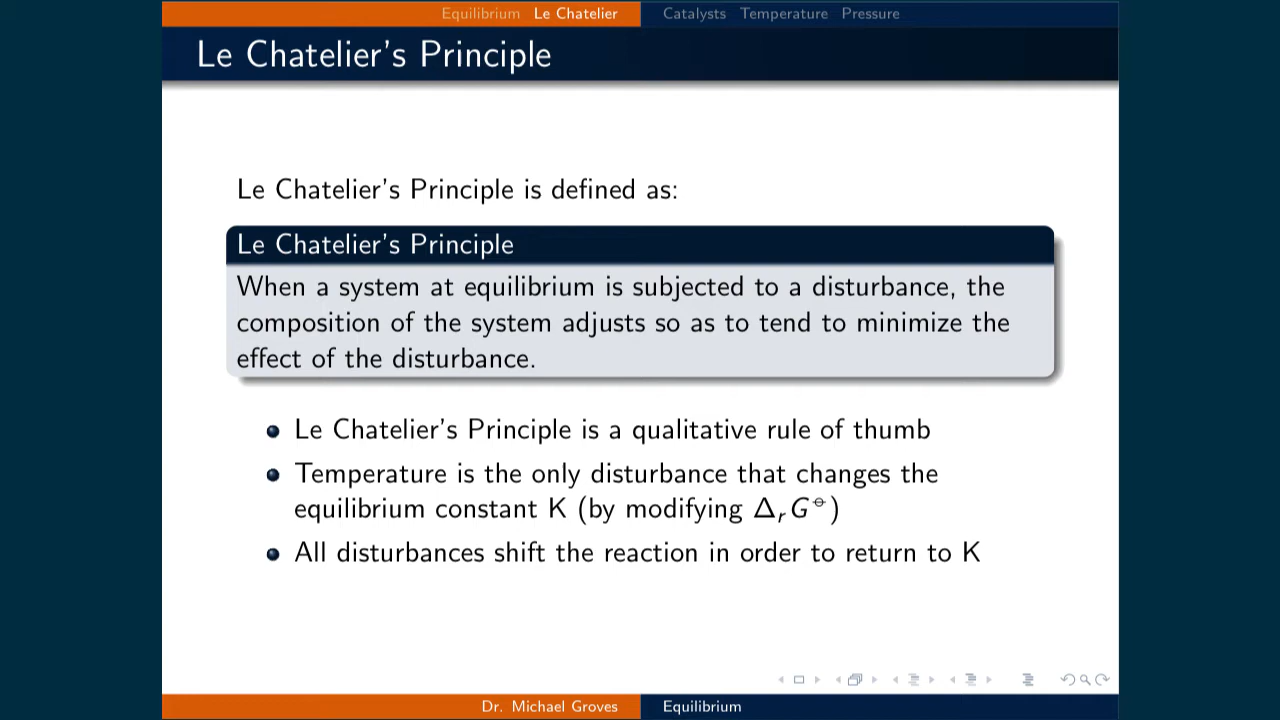 Equilibrium Le Chatelier Catalysts Temperature Pressure
Le Chatelier's Principle
Le Chatelier's Principle is defined as:
Le Chatelier's Principle
When a system at equilibrium is subjected to a disturbance, the
composition of the system adjusts so as to tend to minimize the
effect of the disturbance.
Le Chatelier's Principle is a qualitative rule of thumb
Temperature is the only disturbance that changes the
equilibrium constant K (by modifying ΔᵣG⦵)
All disturbances shift the reaction in order to return to K
Dr. Michael Groves Equilibrium